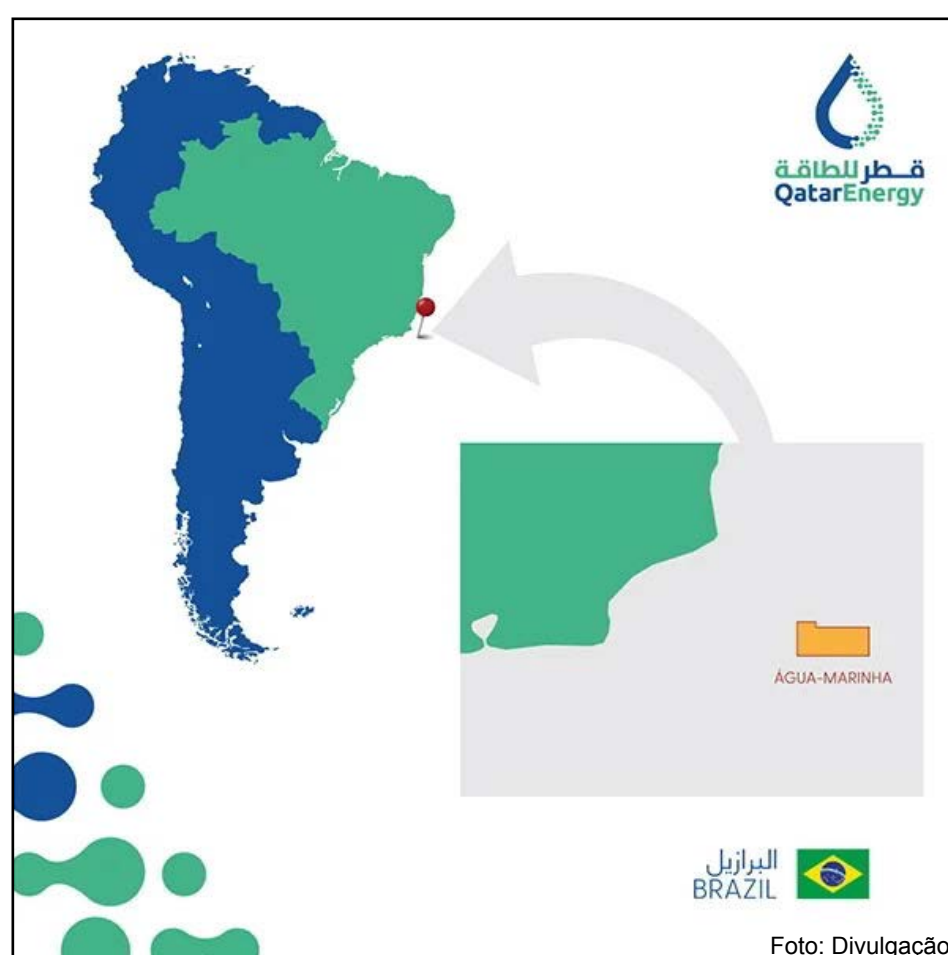 قطر للطاقة
QatarEnergy
ÁGUA-MARINHA
البرازيل
BRAZIL
Foto: Divulgação